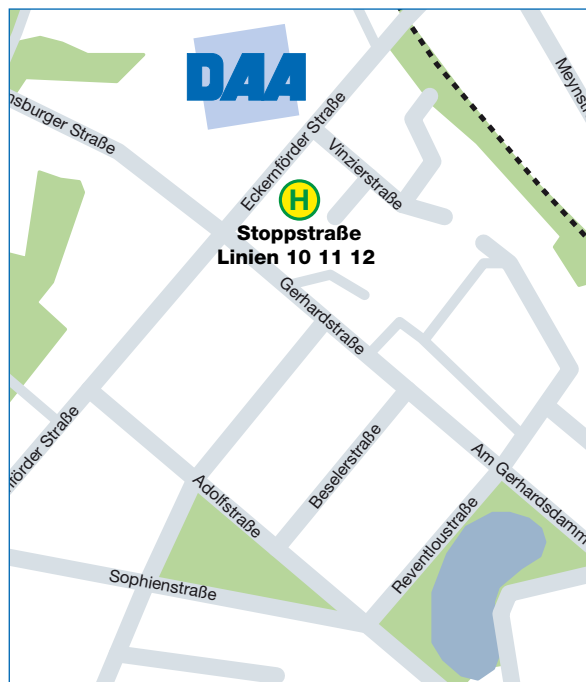 DAA
Meynstr
nsburger Straße
Eckernförder Straße
Vinzierstraße
H
Stoppstraße
Linien 10 11 12
Gerhardstraße
förder Straße
Adolfstraße
Beselerstraße
Am Gerhardsdamm
Reventloustraße
Sophienstraße